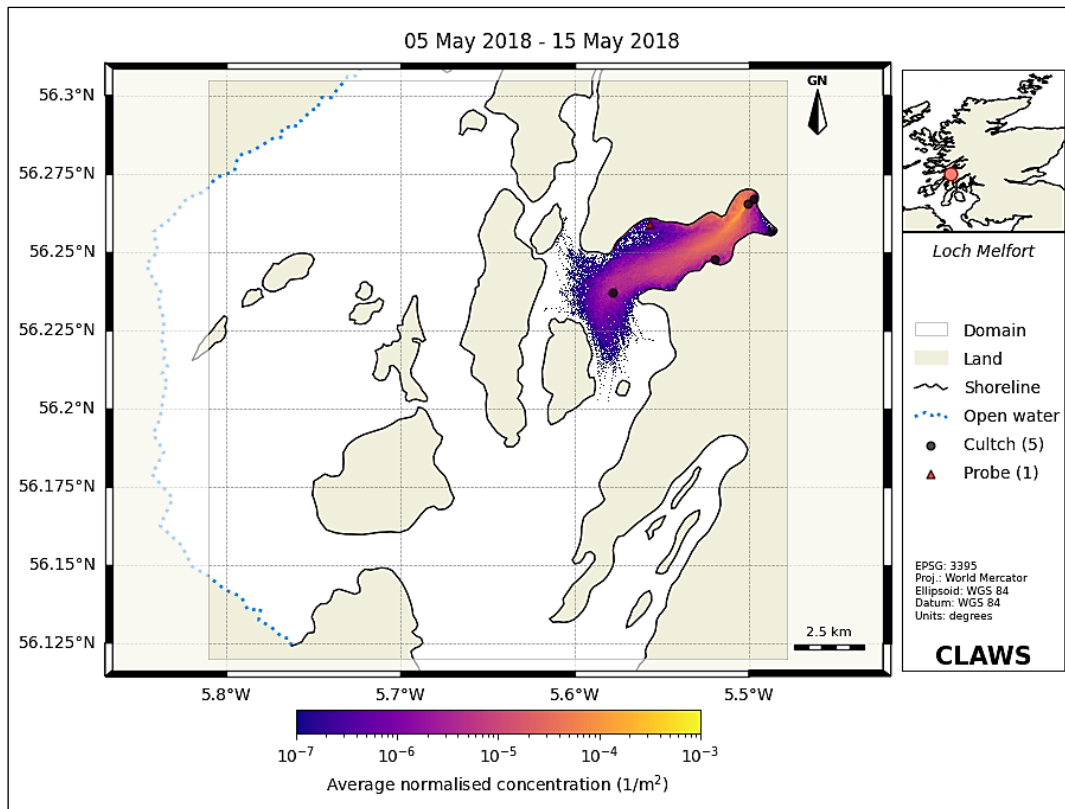 05 May 2018 - 15 May 2018
56.3°N
56.275°N
56.25°N
56.225°N
56.2°N
56.175°N
56.15°N
56.125°N
5.8°W
5.7°W
5.6°W
5.5°W
GN
2.5 km
Loch Melfort
Domain
Land
Shoreline
Open water
Cultch (5)
Probe (1)
EPSG: 3395
Proj.: World Mercator
Ellipsoid: WGS 84
Datum: WGS 84
Units: degrees
CLAWS
10⁻⁷
10⁻⁶
10⁻⁵
10⁻⁴
10⁻³
Average normalised concentration (1/m²)